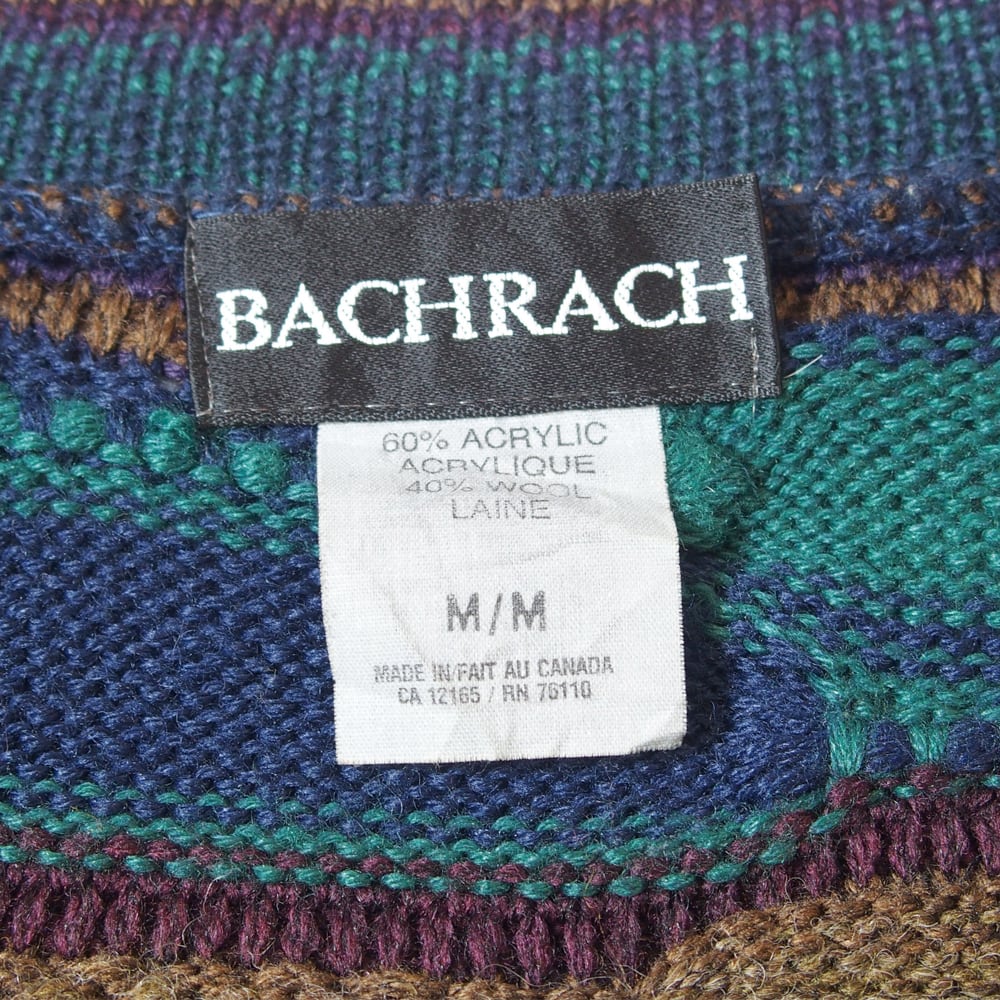 BACHRACH
60% ACRYLIC
ACRYLIQUE
40% WOOL
LAINE
M/M
MADE IN/FAIT AU CANADA
CA 12165 / RN 76110